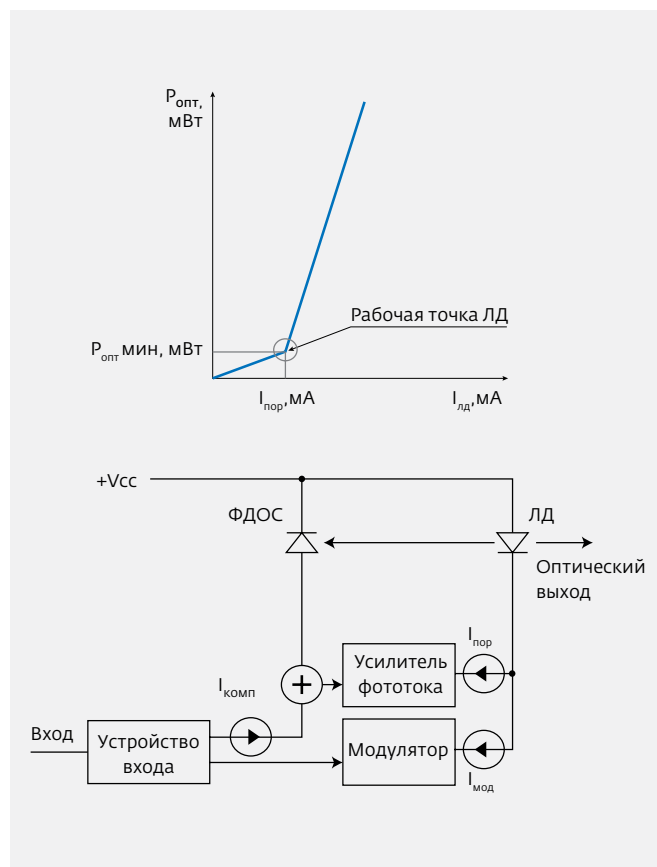 Pопт,
мВт
Рабочая точка ЛД
Pопт мин, мВт
Iпор,мА
Iлд,мА
+Vcc
ФДОС
ЛД
Оптический
выход
Iпор
Усилитель
фототока
+
Iкомп
Вход
Устройство
входа
Модулятор
Iмод